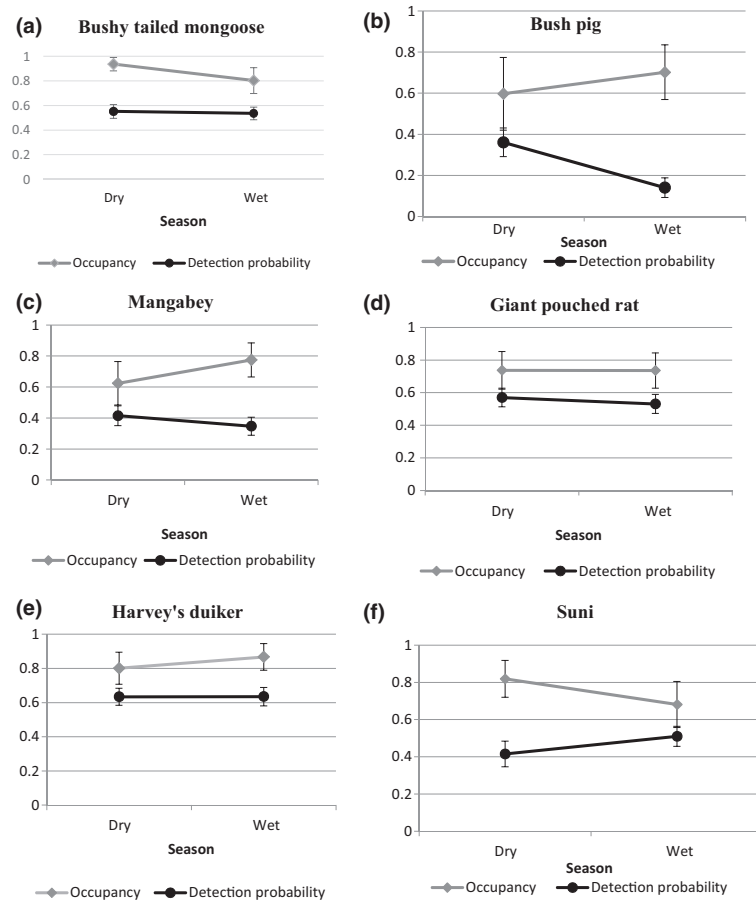 (a) Bushy tailed mongoose
1
0.8
0.6
0.4
0.2
0
Dry Wet
Season
Occupancy Detection probability
(b) Bush pig
1
0.8
0.6
0.4
0.2
0
Dry Wet
Season
Occupancy Detection probability
(c) Mangabey
1
0.8
0.6
0.4
0.2
0
Dry Wet
Season
Occupancy Detection probability
(d) Giant pouched rat
1
0.8
0.6
0.4
0.2
0
Dry Wet
Season
Occupancy Detection probability
(e) Harvey's duiker
1
0.8
0.6
0.4
0.2
0
Dry Wet
Season
Occupancy Detection probability
(f) Suni
1
0.8
0.6
0.4
0.2
0
Dry Wet
Season
Occupancy Detection probability